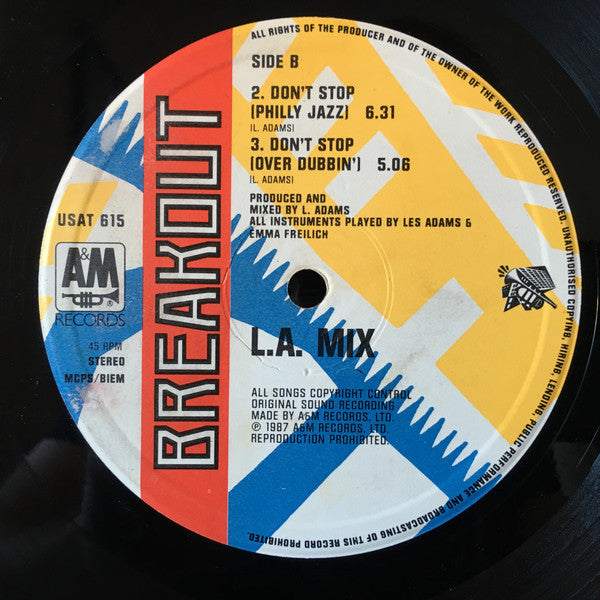 ALL RIGHTS OF THE PRODUCER AND OF THE OWNER OF THE WORK REPRODUCED RESERVED. UNAUTHORISED COPYING, HIRING, LENDING, PUBLIC PERFORMANCE AND BROADCASTING OF THIS RECORD PROHIBITED.
SIDE B
2. DON'T STOP
(PHILLY JAZZ) 6.31
(L. ADAMS)
3. DON'T STOP
(OVER DUBBIN') 5.06
(L. ADAMS)
PRODUCED AND
MIXED BY L. ADAMS
ALL INSTRUMENTS PLAYED BY LES ADAMS &
EMMA FREILICH
BREAKOUT
USAT 615
A&M
RECORDS
45 RPM
STEREO
MCPS/BIEM
L.A. MIX
ALL SONGS COPYRIGHT CONTROL
ORIGINAL SOUND RECORDING
MADE BY A&M RECORDS, LTD.
℗ 1987 A&M RECORDS, LTD.
REPRODUCTION PROHIBITED.